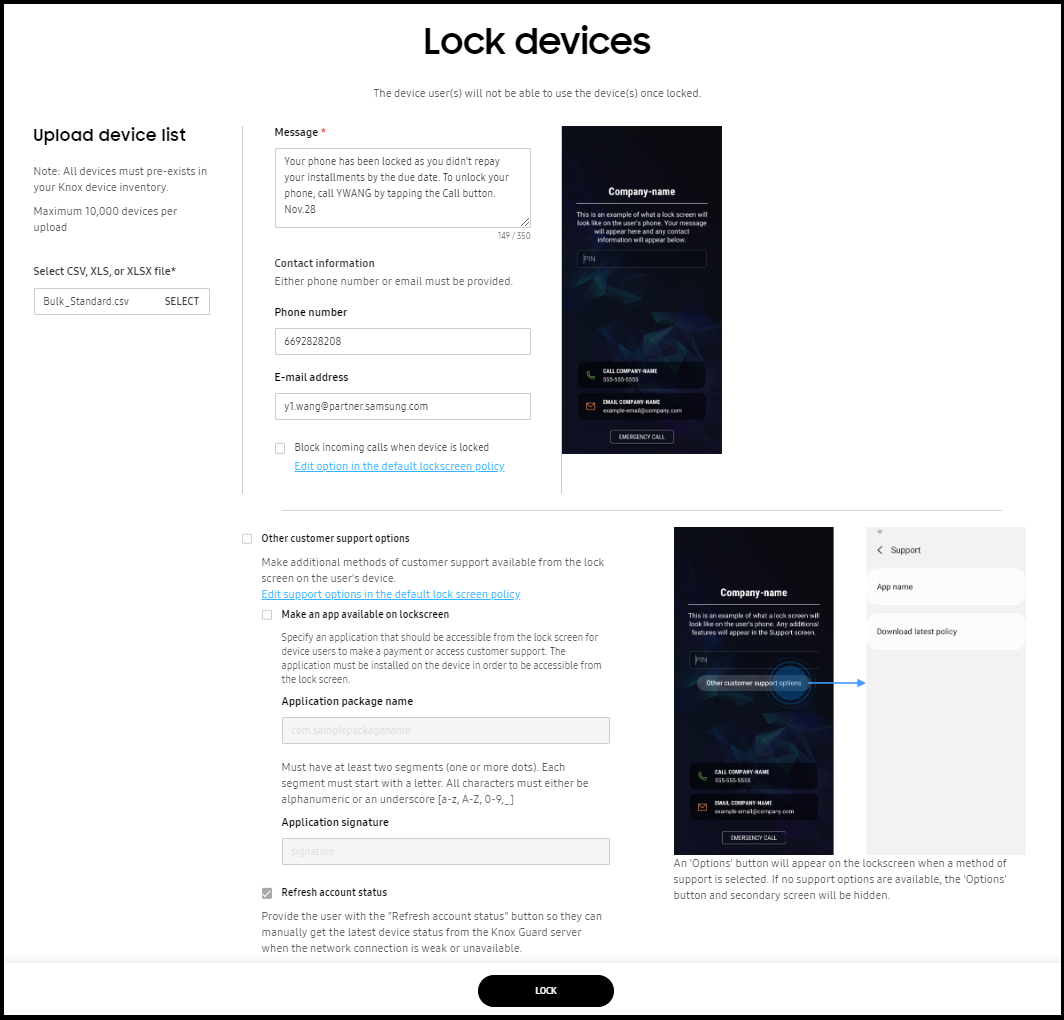 Lock devices
The device user(s) will not be able to use the device(s) once locked.
Upload device list
Note: All devices must pre-exists in
your Knox device inventory.
Maximum 10,000 devices per
upload
Select CSV, XLS, or XLSX file*
Bulk_Standard.csv SELECT
Message *
Your phone has been locked as you didn't repay
your installments by the due date. To unlock your
phone, call YWANG by tapping the Call button.
Nov.28
149 / 350
Contact information
Either phone number or email must be provided.
Phone number
6692828208
E-mail address
y1.wang@partner.samsung.com
Block incoming calls when device is locked
Edit option in the default lockscreen policy
Company-name
This is an example of what a lock screen will
look like on the user's phone. Your message
will appear here and any contact
information will appear below.
PIN
CALL COMPANY-NAME
555-555-5555
EMAIL COMPANY-NAME
example-email@company.com
EMERGENCY CALL
Other customer support options
Make additional methods of customer support available from the lock
screen on the user's device.
Edit support options in the default lock screen policy
Make an app available on lockscreen
Specify an application that should be accessible from the lock screen for
device users to make a payment or access customer support. The
application must be installed on the device in order to be accessible from
the lock screen.
Application package name
com.samplepackagename
Must have at least two segments (one or more dots). Each
segment must start with a letter. All characters must either be
alphanumeric or an underscore [a-z, A-Z, 0-9,_]
Application signature
signature
Refresh account status
Provide the user with the "Refresh account status" button so they can
manually get the latest device status from the Knox Guard server
when the network connection is weak or unavailable.
Company-name
This is an example of what a lock screen will
look like on the user's phone. Any additional
features will appear in the Support screen.
PIN
Other customer support options
CALL COMPANY-NAME
555-555-5555
EMAIL COMPANY-NAME
example-email@company.com
EMERGENCY CALL
Support
App name
Download latest policy
An 'Options' button will appear on the lockscreen when a method of
support is selected. If no support options are available, the 'Options'
button and secondary screen will be hidden.
LOCK